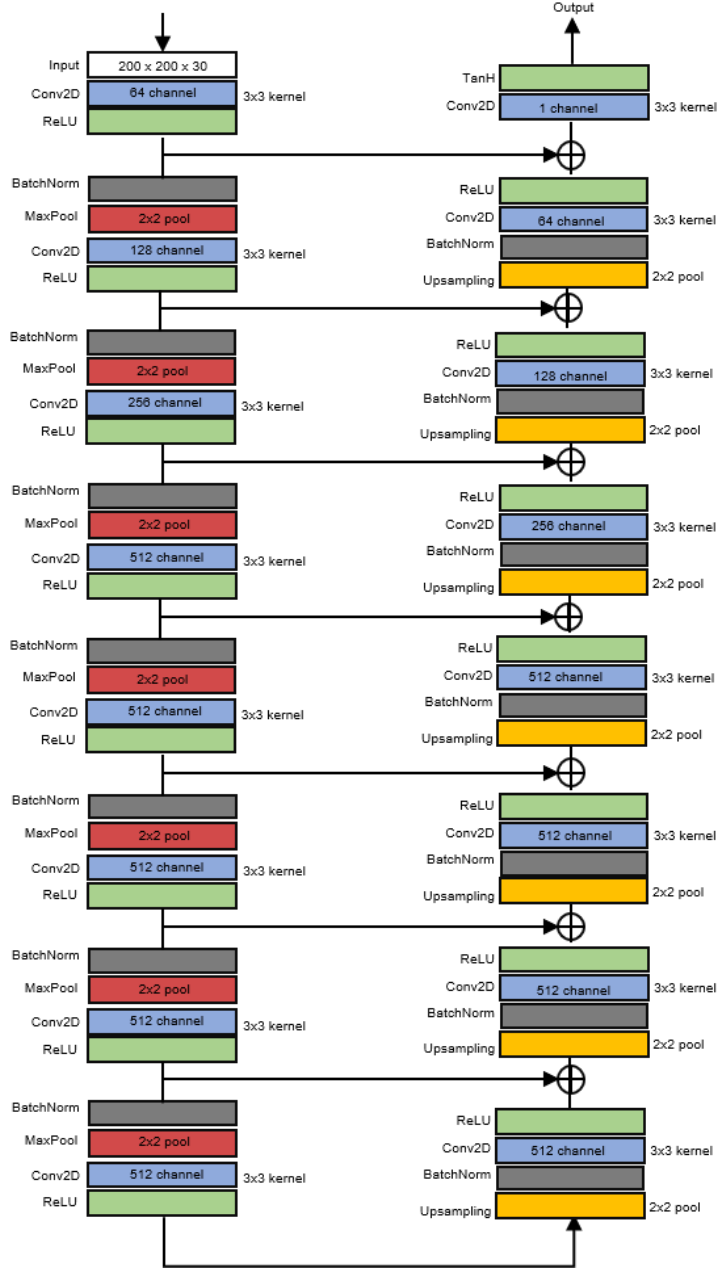 Input
200 x 200 x 30
Conv2D
64 channel
3x3 kernel
ReLU
BatchNorm
MaxPool
2x2 pool
Conv2D
128 channel
3x3 kernel
ReLU
BatchNorm
MaxPool
2x2 pool
Conv2D
256 channel
3x3 kernel
ReLU
BatchNorm
MaxPool
2x2 pool
Conv2D
512 channel
3x3 kernel
ReLU
BatchNorm
MaxPool
2x2 pool
Conv2D
512 channel
3x3 kernel
ReLU
BatchNorm
MaxPool
2x2 pool
Conv2D
512 channel
3x3 kernel
ReLU
BatchNorm
MaxPool
2x2 pool
Conv2D
512 channel
3x3 kernel
ReLU
BatchNorm
MaxPool
2x2 pool
Conv2D
512 channel
3x3 kernel
ReLU
Output
TanH
Conv2D
1 channel
3x3 kernel
ReLU
Conv2D
64 channel
3x3 kernel
BatchNorm
Upsampling
2x2 pool
ReLU
Conv2D
128 channel
3x3 kernel
BatchNorm
Upsampling
2x2 pool
ReLU
Conv2D
256 channel
3x3 kernel
BatchNorm
Upsampling
2x2 pool
ReLU
Conv2D
512 channel
3x3 kernel
BatchNorm
Upsampling
2x2 pool
ReLU
Conv2D
512 channel
3x3 kernel
BatchNorm
Upsampling
2x2 pool
ReLU
Conv2D
512 channel
3x3 kernel
BatchNorm
Upsampling
2x2 pool
ReLU
Conv2D
512 channel
3x3 kernel
BatchNorm
Upsampling
2x2 pool